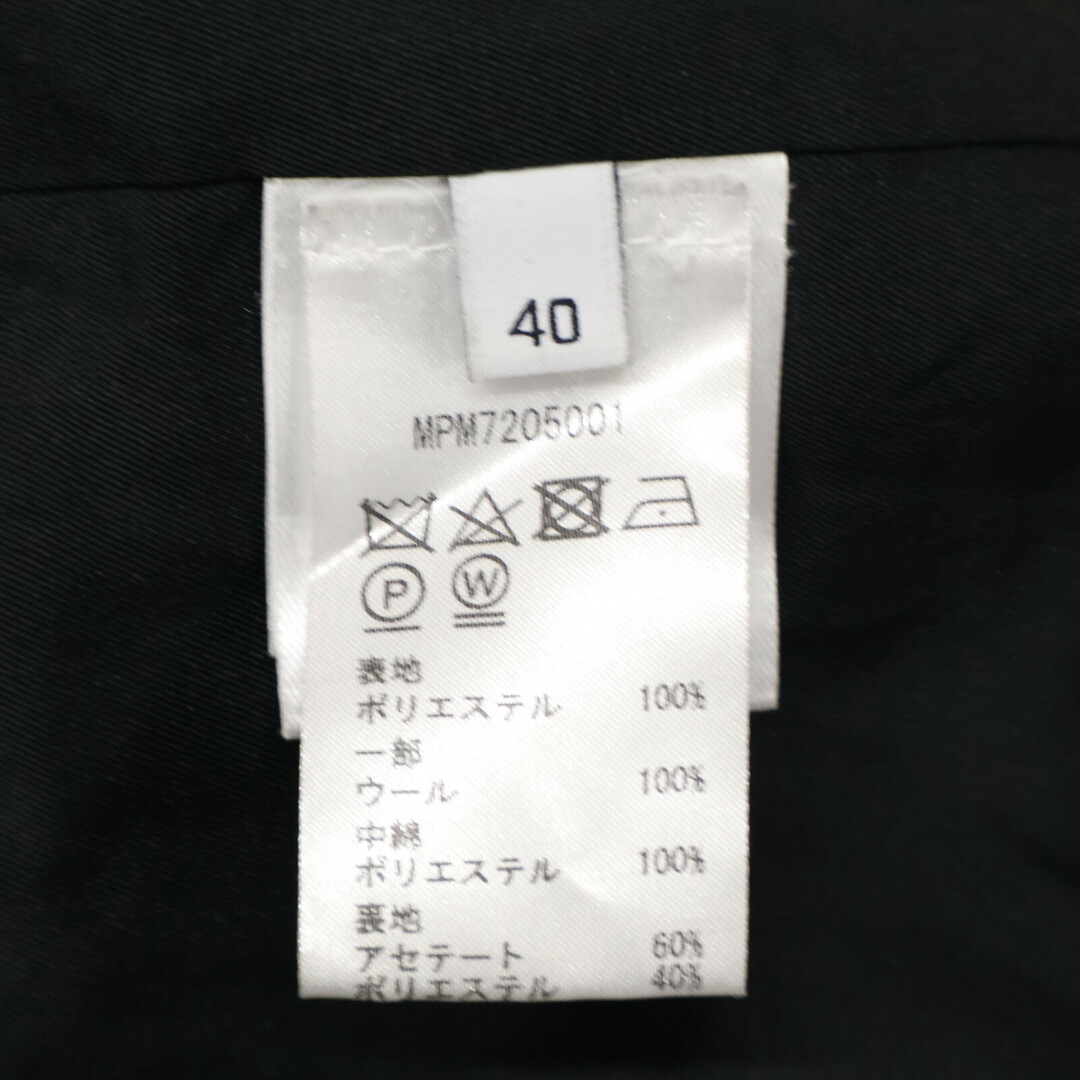 40
MPM7205001
P W
表地
ポリエステル 100%
一部
ウール 100%
中綿
ポリエステル 100%
裏地
アセテート 60%
ポリエステル 40%